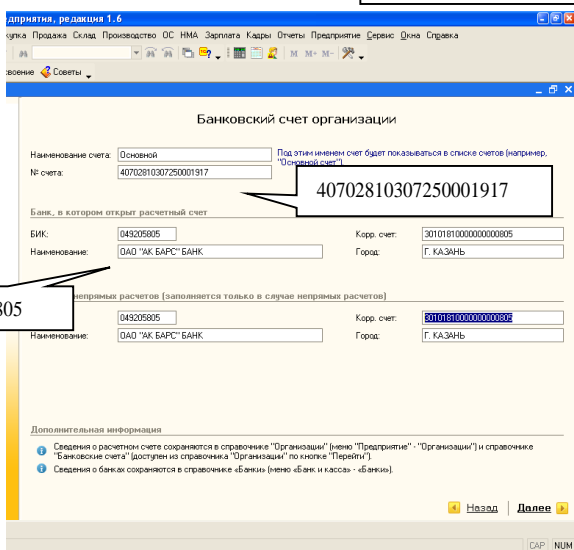 дприятия, редакция 1.6
купка Продажа Склад Производство ОС НМА Зарплата Кадры Отчеты Предприятие Сервис Окна Справка
M M+ M-
Советы
Банковский счет организации
Наименование счета: Основной
Под этим именем счет будет показываться в списке счетов (например, "Основной счет").
№ счета: 40702810307250001917
40702810307250001917
Банк, в котором открыт расчетный счет
БИК: 049205805 Корр. счет: 30101810000000000805
Наименование: ОАО "АК БАРС" БАНК Город: Г. КАЗАНЬ
805
непрямых расчетов (заполняется только в случае непрямых расчетов)
049205805 Корр. счет: 30101810000000000805
Наименование: ОАО "АК БАРС" БАНК Город: Г. КАЗАНЬ
Дополнительная информация
Сведения о расчетном счете сохраняются в справочнике "Организации" (меню "Предприятие" - "Организации") и справочнике
"Банковские счета" (доступен из справочника "Организации" по кнопке "Перейти").
Сведения о банках сохраняются в справочнике «Банки» (меню «Банк и касса» - «Банки»).
Назад Далее
CAP NUM